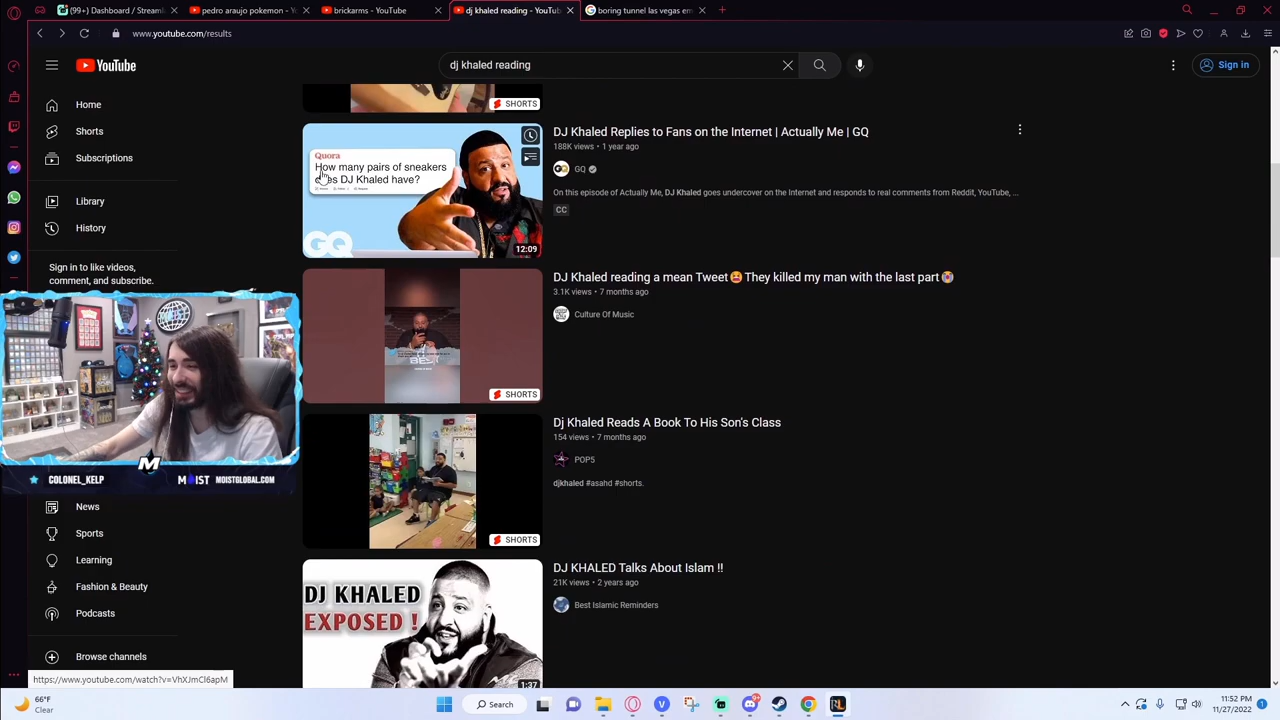 (99+) Dashboard / Streaml
pedro araujo pokemon - Yo
brickarms - YouTube
dj khaled reading - YouTub
boring tunnel las vegas em
www.youtube.com/results
YouTube
dj khaled reading
Sign in
Home
Shorts
Subscriptions
Library
History
Sign in to like videos,
comment, and subscribe.
SHORTS
Quora
How many pairs of sneakers
does DJ Khaled have?
GQ
12:09
DJ Khaled Replies to Fans on the Internet | Actually Me | GQ
188K views • 1 year ago
GQ
On this episode of Actually Me, DJ Khaled goes undercover on the Internet and responds to real comments from Reddit, YouTube, ...
CC
SHORTS
DJ Khaled reading a mean Tweet😫They killed my man with the last part😭
3.1K views • 7 months ago
Culture Of Music
SHORTS
Dj Khaled Reads A Book To His Son's Class
154 views • 7 months ago
POP5
djkhaled #asahd #shorts.
DJ KHALED
EXPOSED !
1:37
DJ KHALED Talks About Islam !!
21K views • 2 years ago
Best Islamic Reminders
M
COLONEL_KELP
MOIST
MOISTGLOBAL.COM
News
Sports
Learning
Fashion & Beauty
Podcasts
Browse channels
https://www.youtube.com/watch?v=VhXJmCl6apM
66°F
Clear
Search
11:52 PM
11/27/2022